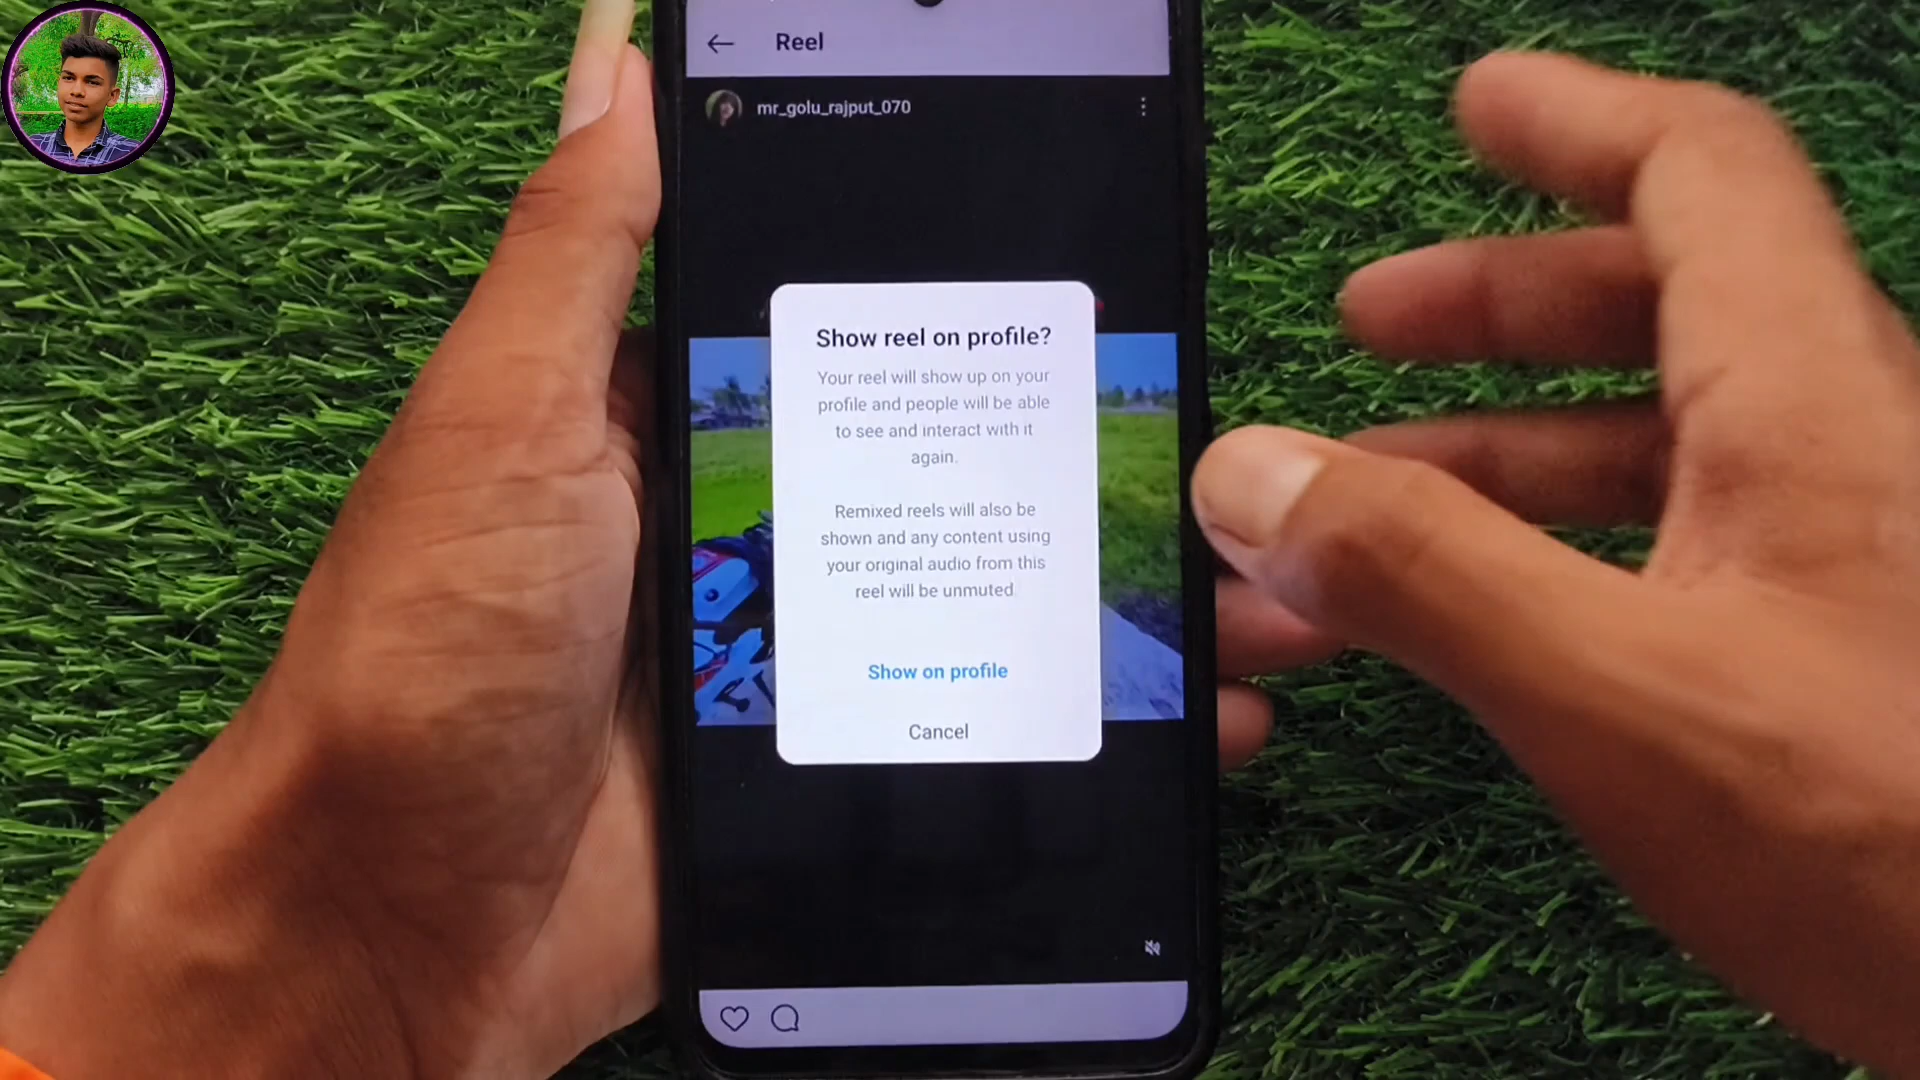 Reel
mr_golu_rajput_070
Show reel on profile?
Your reel will show up on your
profile and people will be able
to see and interact with it
again.
Remixed reels will also be
shown and any content using
your original audio from this
reel will be unmuted.
Show on profile
Cancel